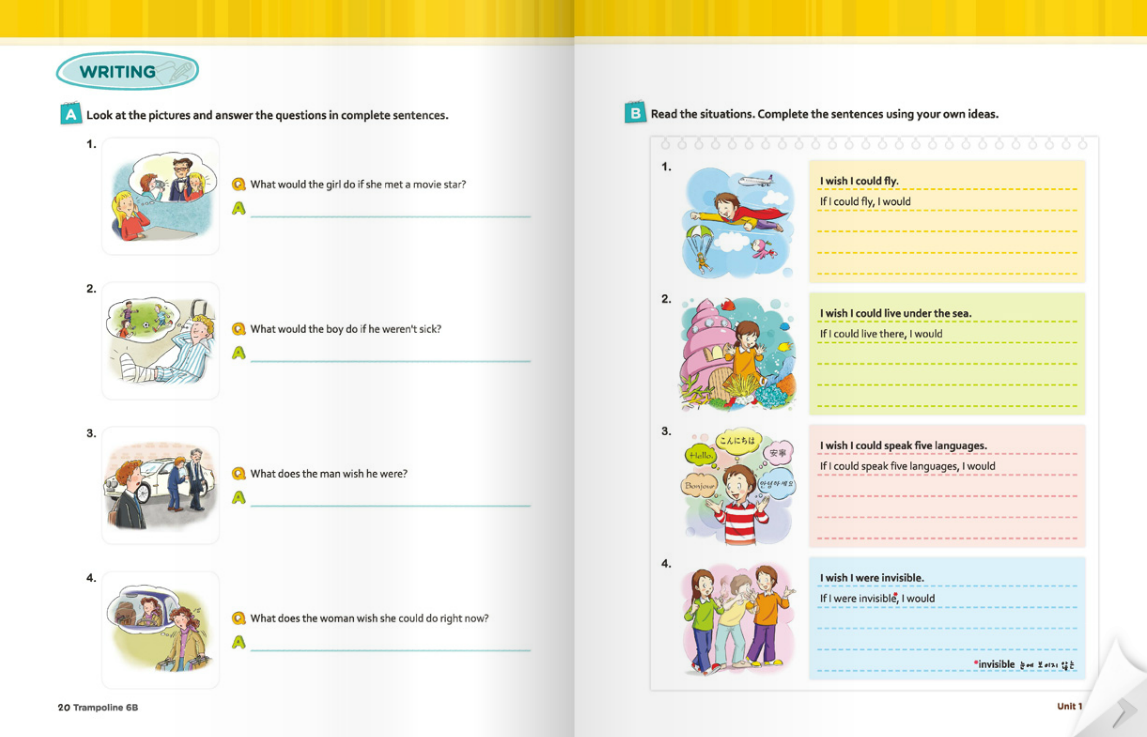 WRITING
A Look at the pictures and answer the questions in complete sentences.
1.
Q What would the girl do if she met a movie star?
A
2.
Q What would the boy do if he weren't sick?
A
3.
Q What does the man wish he were?
A
4.
Q What does the woman wish she could do right now?
A
20 Trampoline 6B
B Read the situations. Complete the sentences using your own ideas.
1.
I wish I could fly.
If I could fly, I would
2.
I wish I could live under the sea.
If I could live there, I would
3.
Hello.
こんにちは
安寧
Bonjour
안녕하세요
I wish I could speak five languages.
If I could speak five languages, I would
4.
I wish I were invisible.
If I were invisible*, I would
*invisible 눈에 보이지 않는
Unit 1